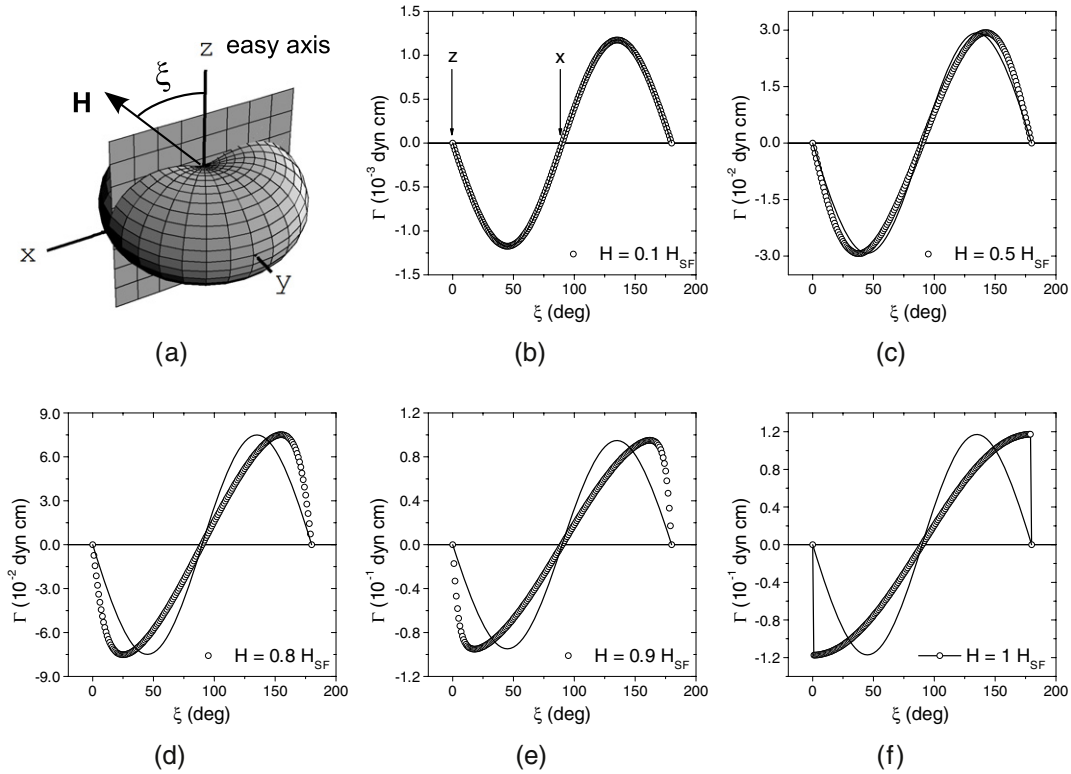 z easy axis
ξ
H
x
y
(a)
Γ (10⁻³ dyn cm)
1.5
1.0
0.5
0.0
-0.5
-1.0
-1.5
z
x
H = 0.1 H_SF
0 50 100 150 200
ξ (deg)
(b)
Γ (10⁻² dyn cm)
3.0
1.5
0.0
-1.5
-3.0
H = 0.5 H_SF
0 50 100 150 200
ξ (deg)
(c)
Γ (10⁻² dyn cm)
9.0
6.0
3.0
0.0
-3.0
-6.0
-9.0
H = 0.8 H_SF
0 50 100 150 200
ξ (deg)
(d)
Γ (10⁻¹ dyn cm)
1.2
0.8
0.4
0.0
-0.4
-0.8
-1.2
H = 0.9 H_SF
0 50 100 150 200
ξ (deg)
(e)
Γ (10⁻¹ dyn cm)
1.2
0.8
0.4
0.0
-0.4
-0.8
-1.2
H = 1 H_SF
0 50 100 150 200
ξ (deg)
(f)